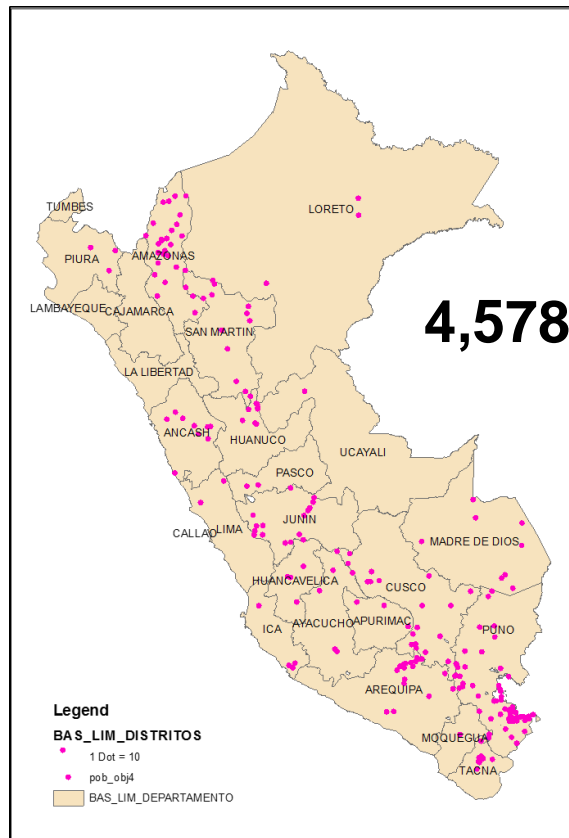 TUMBES
LORETO
PIURA
AMAZONAS
LAMBAYEQUE
CAJAMARCA
4,578
SAN MARTIN
LA LIBERTAD
ANCASH
HUANUCO
UCAYALI
PASCO
CALLAO
LIMA
JUNIN
MADRE DE DIOS
HUANCAVELICA
CUSCO
ICA
AYACUCHO
APURIMAC
PUNO
AREQUIPA
MOQUEGUA
TACNA
Legend
BAS_LIM_DISTRITOS
1 Dot = 10
pob_obj4
BAS_LIM_DEPARTAMENTO